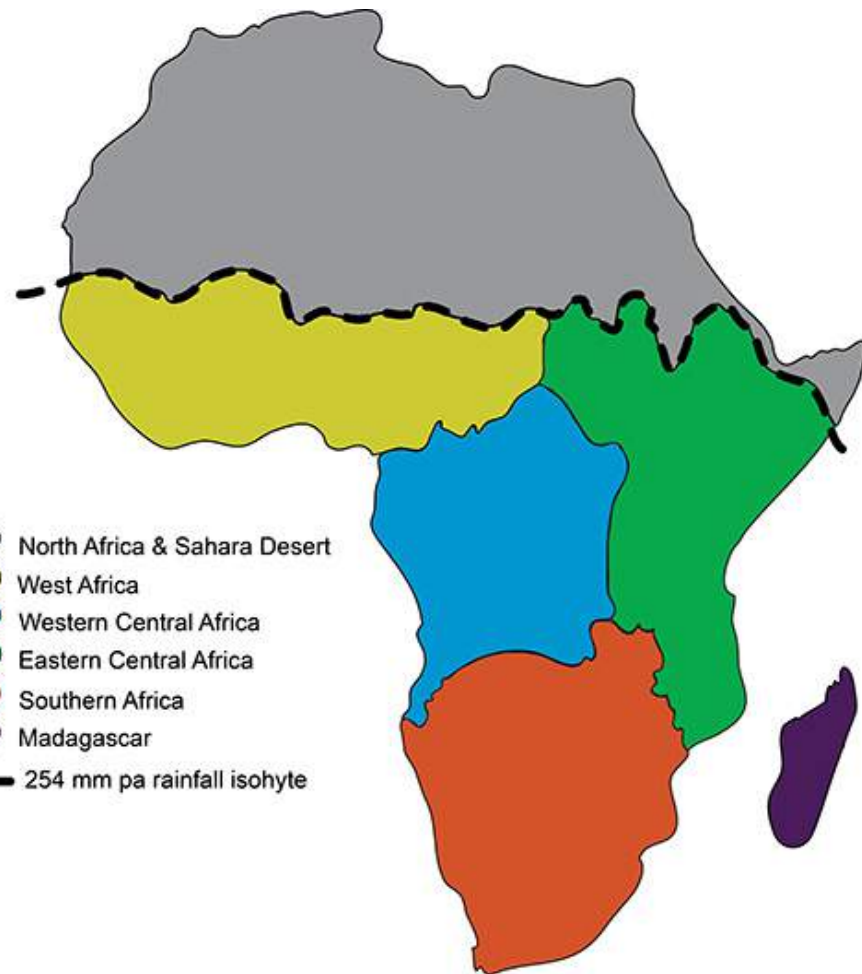 North Africa & Sahara Desert
West Africa
Western Central Africa
Eastern Central Africa
Southern Africa
Madagascar
254 mm pa rainfall isohyte